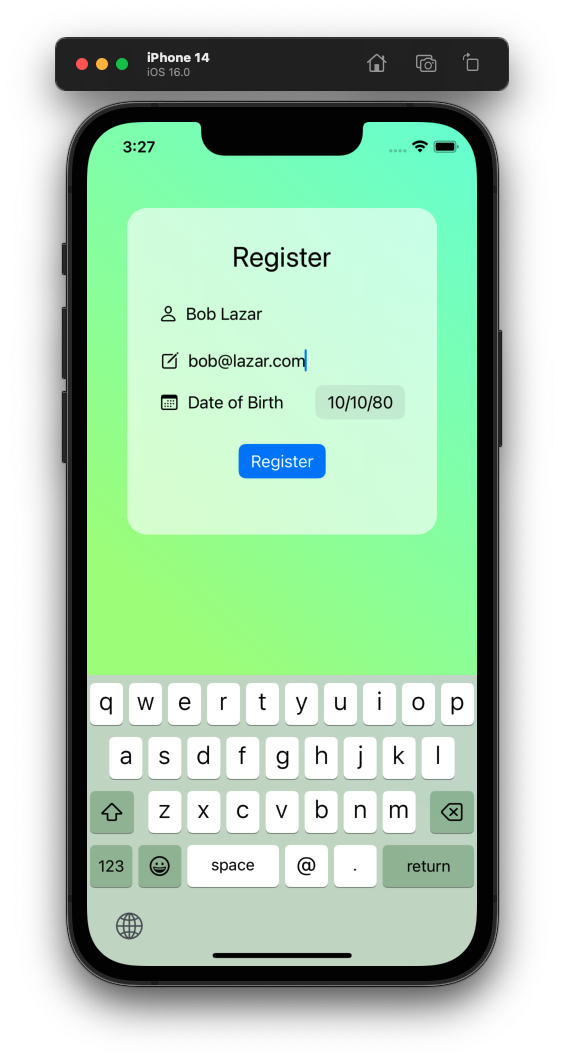 iPhone 14
iOS 16.0
3:27
Register
Bob Lazar
bob@lazar.com
Date of Birth 10/10/80
Register
q w e r t y u i o p
a s d f g h j k l
z x c v b n m
123 space @ . return